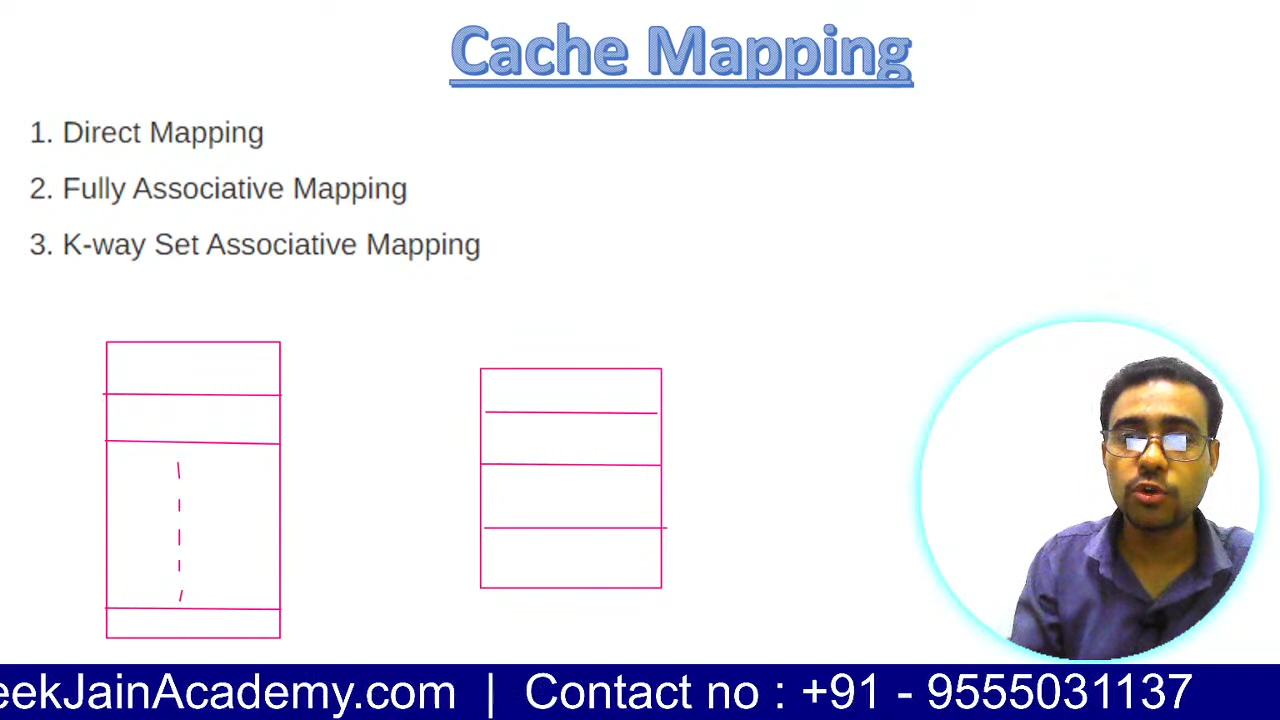 Cache Mapping
1. Direct Mapping
2. Fully Associative Mapping
3. K-way Set Associative Mapping
eekJainAcademy.com | Contact no : +91 - 9555031137